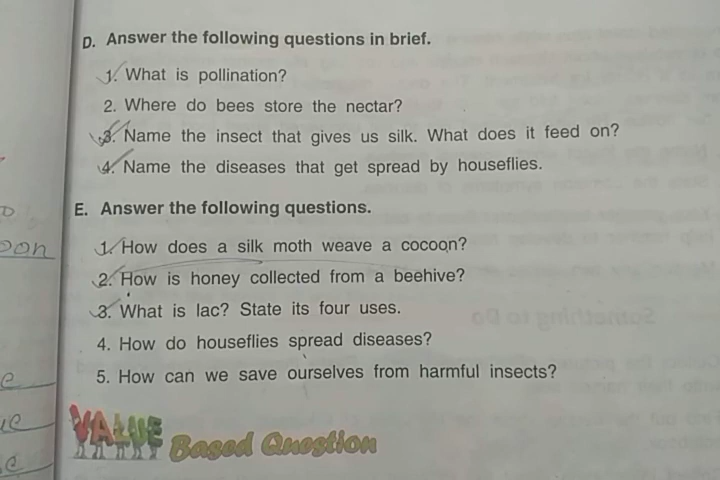 D. Answer the following questions in brief.
1. What is pollination?
2. Where do bees store the nectar?
3. Name the insect that gives us silk. What does it feed on?
4. Name the diseases that get spread by houseflies.
E. Answer the following questions.
1. How does a silk moth weave a cocoon?
2. How is honey collected from a beehive?
3. What is lac? State its four uses.
4. How do houseflies spread diseases?
5. How can we save ourselves from harmful insects?
VALUE Based Question